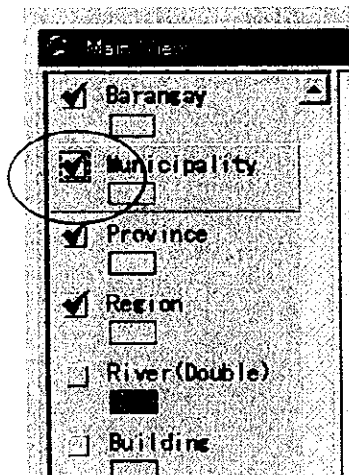 Main View
Barangay
Municipality
Province
Region
River(Double)
Building